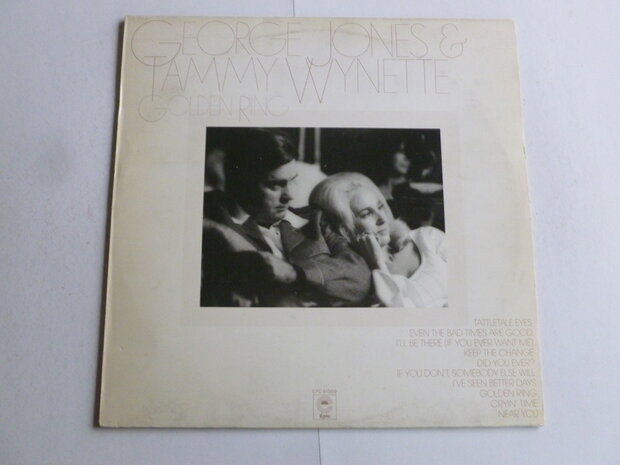 GEORGE JONES &
TAMMY WYNETTE
GOLDEN RING
TATTLETALE EYES
EVEN THE BAD TIMES ARE GOOD
I'LL BE THERE (IF YOU EVER WANT ME)
KEEP THE CHANGE
DID YOU EVER?
IF YOU DON'T, SOMEBODY ELSE WILL
I'VE SEEN BETTER DAYS
GOLDEN RING
CRYIN' TIME
NEAR YOU
Epic